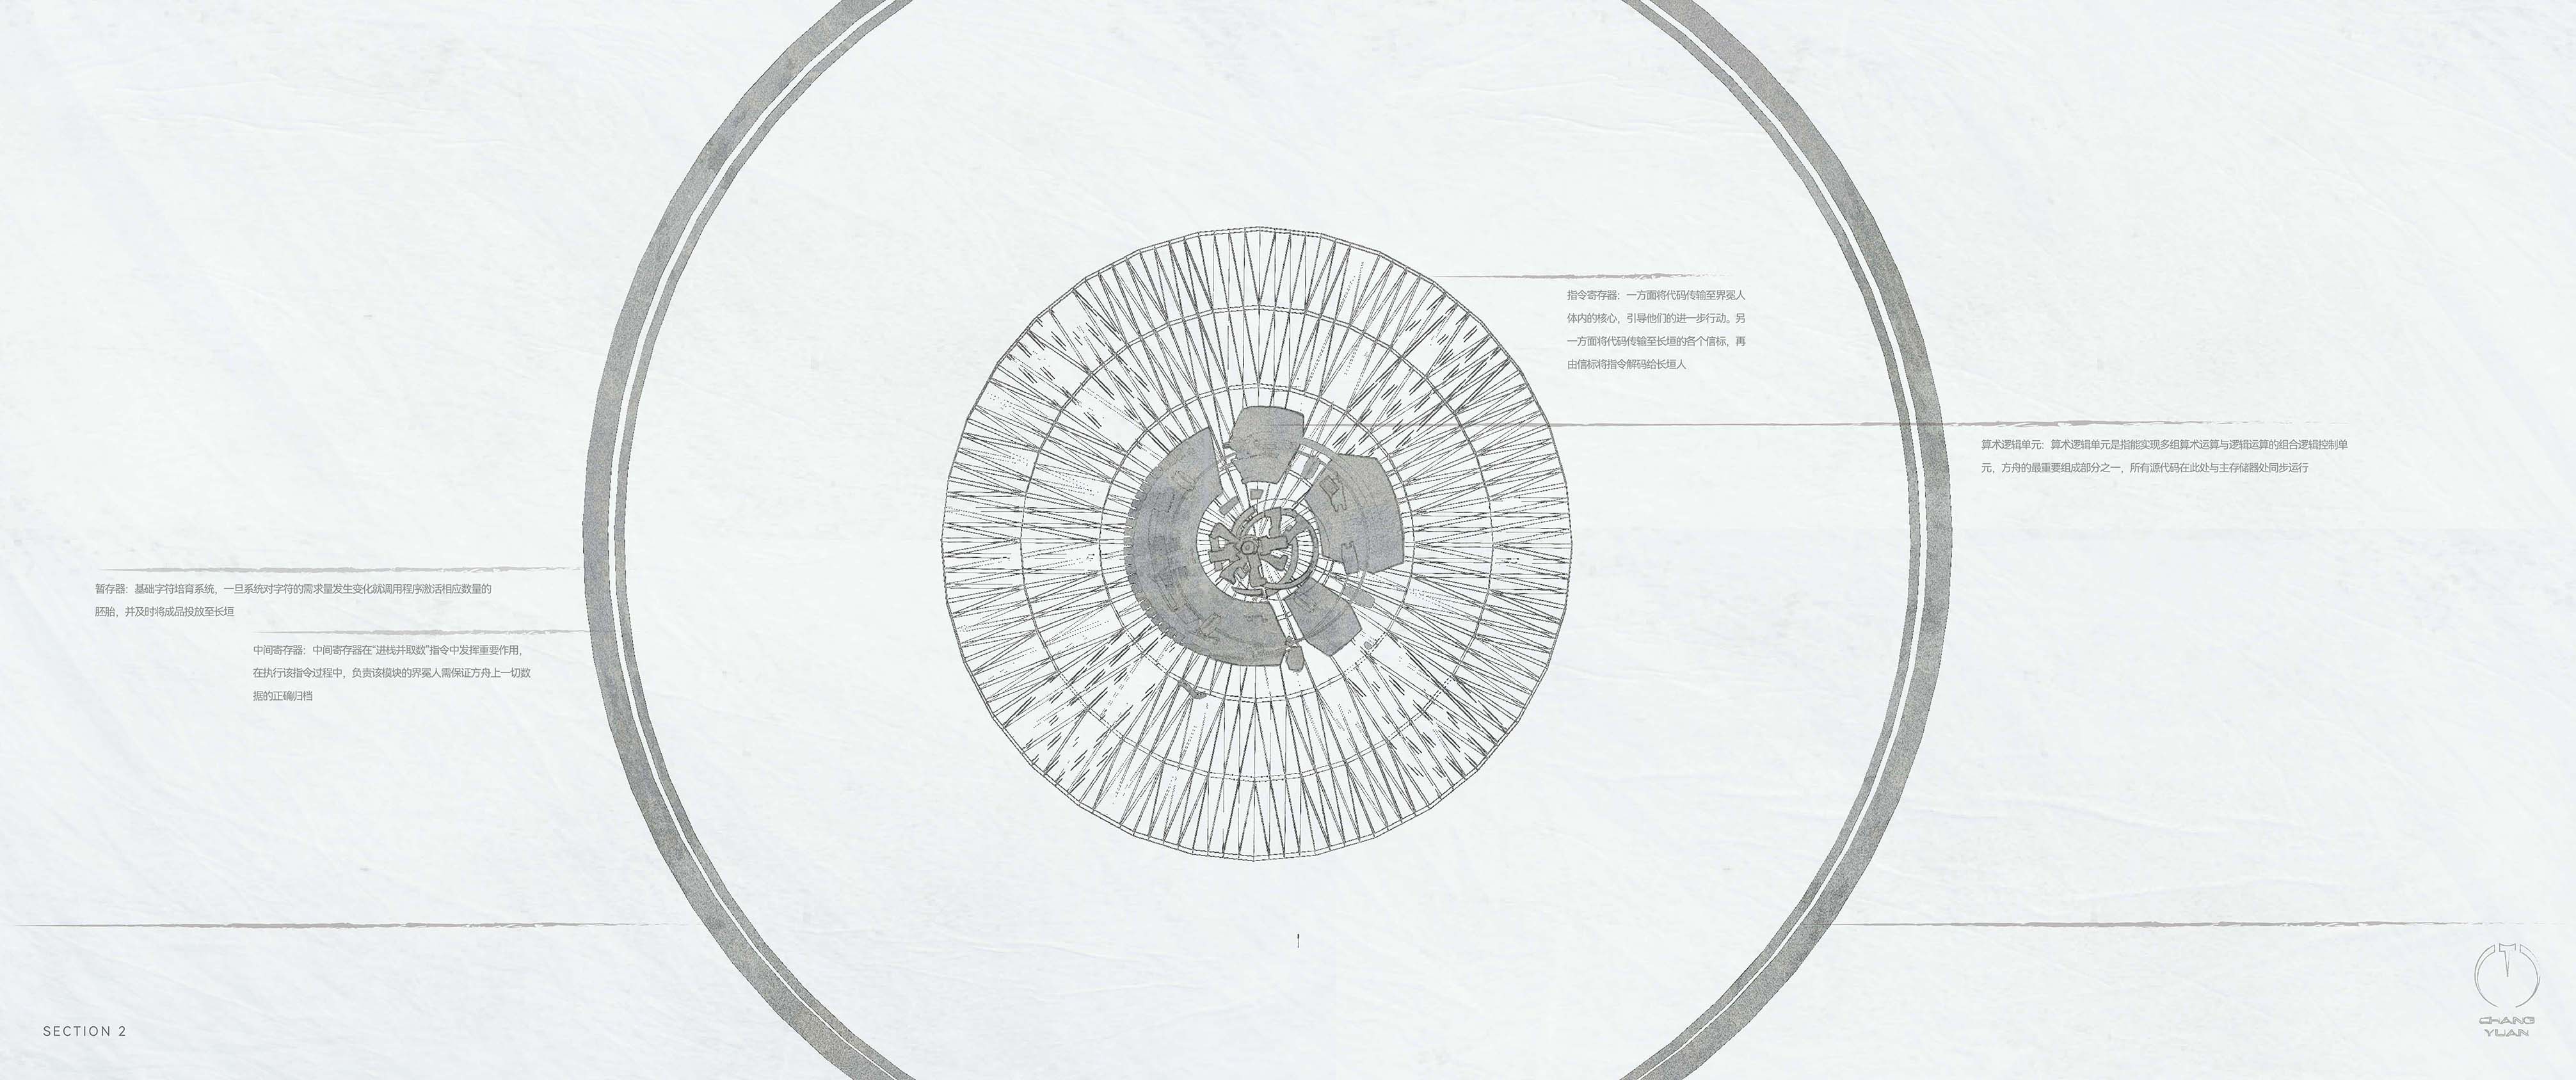 指令寄存器：一方面将代码传输至界冕人
体内的核心，引导他们的进一步行动。另
一方面将代码传输至长垣的各个信标，再
由信标将指令解码给长垣人
算术逻辑单元：算术逻辑单元是指能实现多组算术运算与逻辑运算的组合逻辑控制单
元，方舟的最重要组成部分之一，所有源代码在此处与主存储器处同步运行
暂存器：基础字符培育系统，一旦系统对字符的需求量发生变化就调用程序激活相应数量的
胚胎，并及时将成品投放至长垣
中间寄存器：中间寄存器在“进栈并取数”指令中发挥重要作用，
在执行该指令过程中，负责该模块的界冕人需保证方舟上一切数
据的正确归档
SECTION 2
CHANG
YUAN